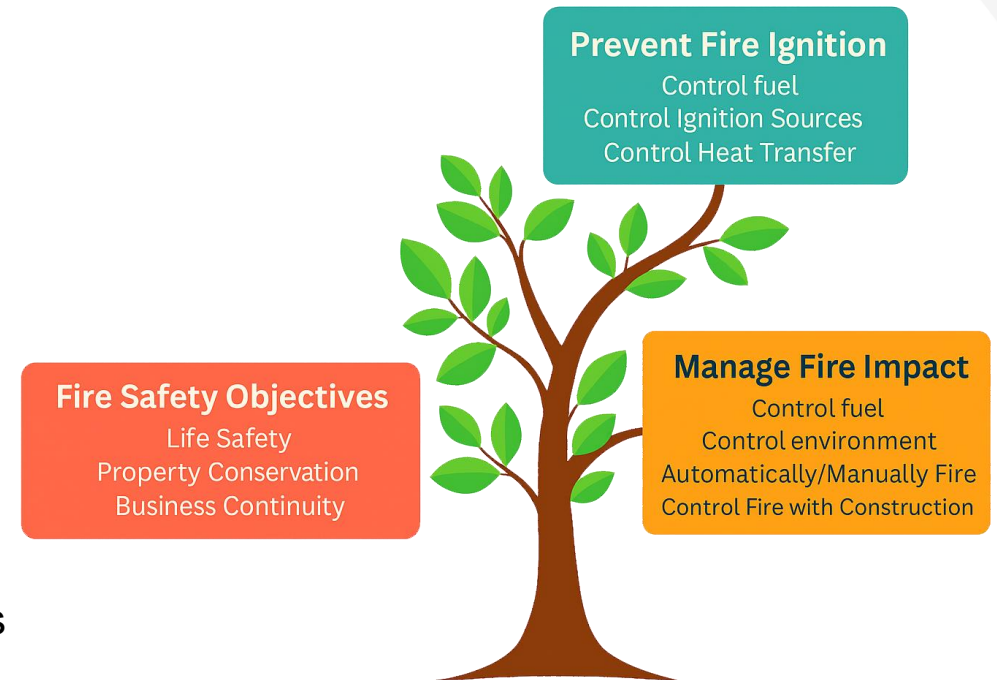 Prevent Fire Ignition
Control fuel
Control Ignition Sources
Control Heat Transfer
Fire Safety Objectives
Life Safety
Property Conservation
Business Continuity
Manage Fire Impact
Control fuel
Control environment
Automatically/Manually Fire
Control Fire with Construction
s